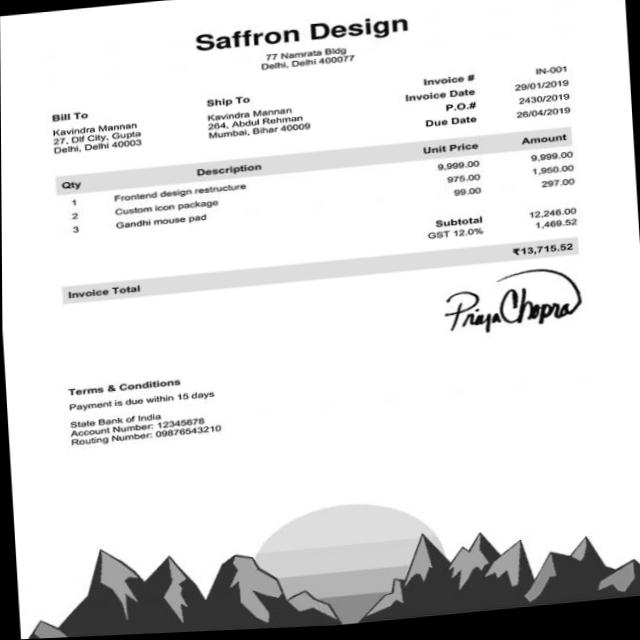 Saffron Design
77 Namrata Bldg
Delhi, Delhi 400077
Bill To
Kavindra Mannan
27, Dlf City, Gupta
Delhi, Delhi 40003
Ship To
Kavindra Mannan
264, Abdul Rehman
Mumbai, Bihar 40009
Invoice # IN-001
Invoice Date 29/01/2019
P.O.# 2430/2019
Due Date 26/04/2019
Qty Description Unit Price Amount
1 Frontend design restructure 9,999.00 9,999.00
2 Custom icon package 975.00 1,950.00
3 Gandhi mouse pad 99.00 297.00
Subtotal 12,246.00
GST 12.0% 1,469.52
Invoice Total ₹13,715.52
Priya Chopra
Terms & Conditions
Payment is due within 15 days
State Bank of India
Account Number: 12345678
Routing Number: 09876543210